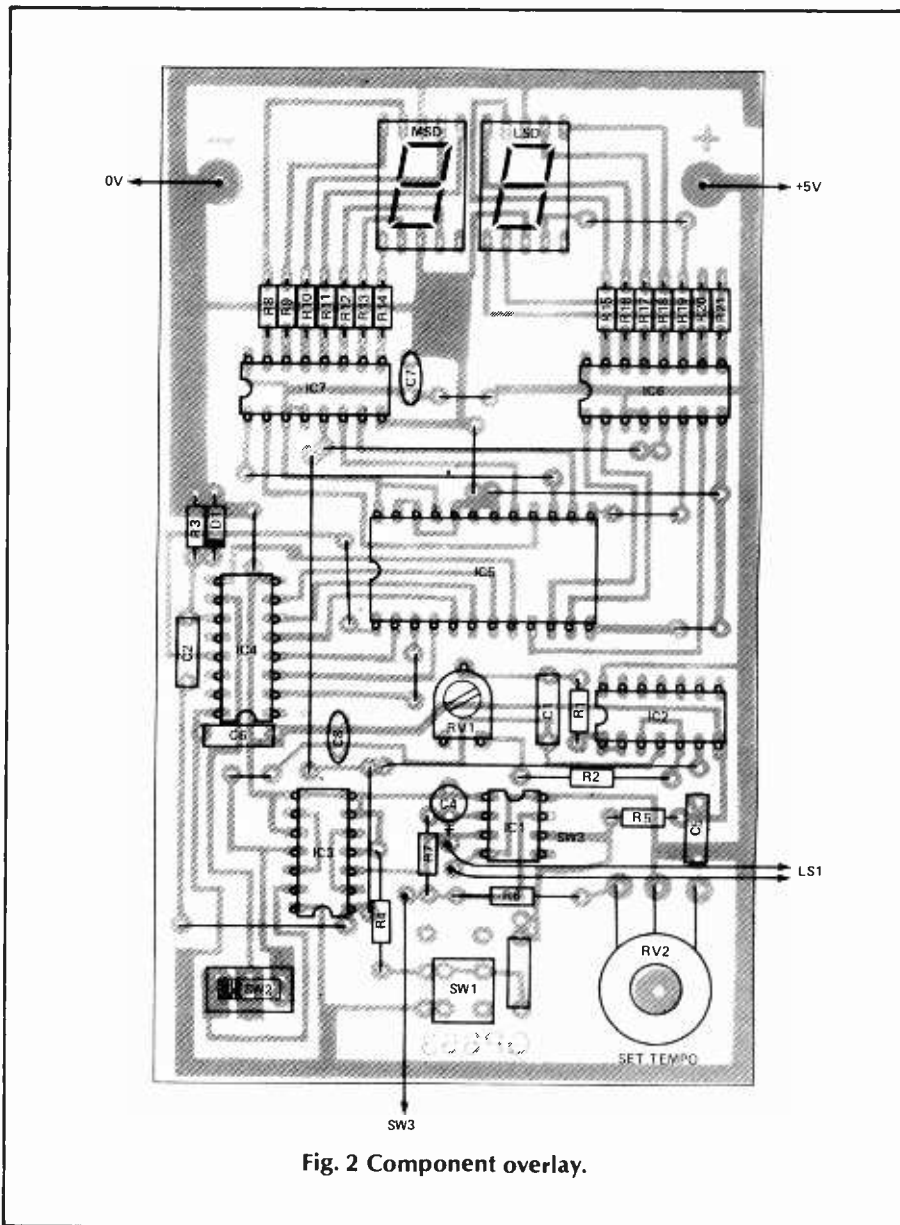 MSD LSD
− +
0V +5V
R8 R9 R10 R11 R12 R13 R14 R15 R16 R17 R18 R19 R20 R21
IC7 C7 IC6
R3 D1
IC5
C2 IC4
RV1 C1 R1 IC2
C6 C8
R2
C4
IC3 R7 IC1 SW3 R5
+
LS1
R4 R6
RV2
SW2 SW1
SET TEMPO
SW3
Fig. 2 Component overlay.